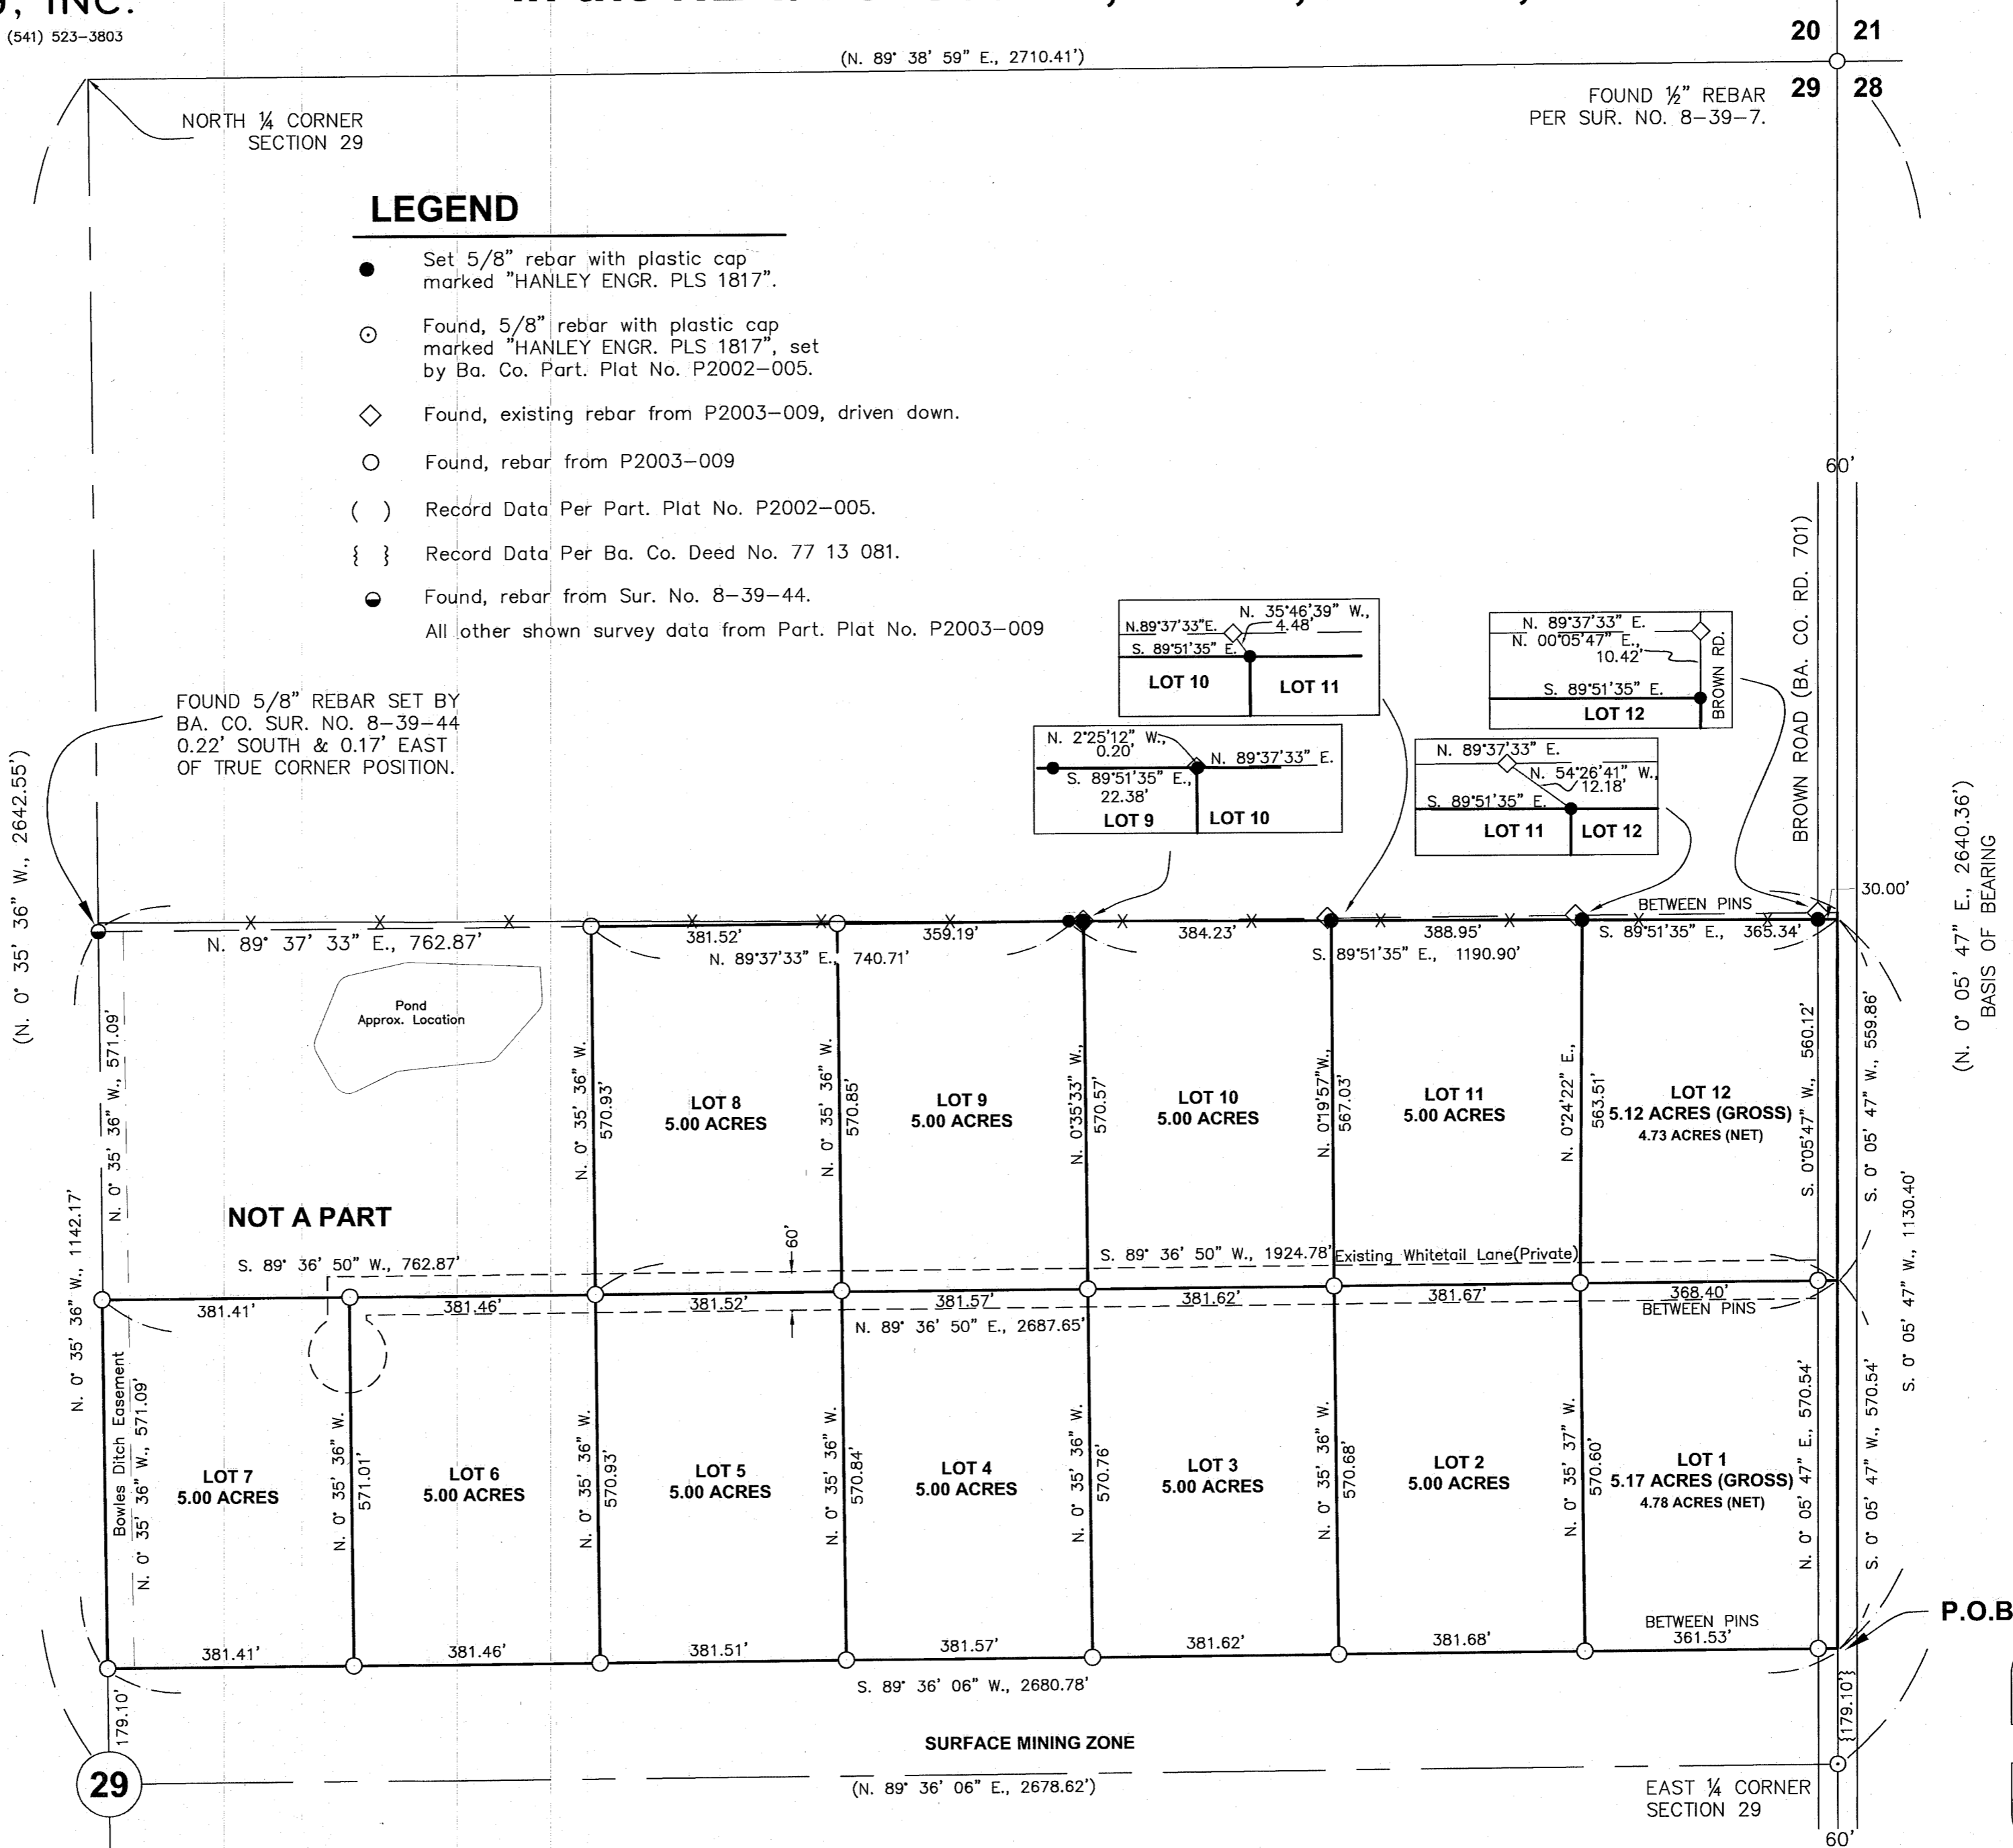 INC.
(541) 523-3803
(N. 89° 38' 59" E., 2710.41')
20 21
29 28
NORTH ¼ CORNER
SECTION 29
FOUND ½" REBAR
PER SUR. NO. 8-39-7.
LEGEND
Set 5/8" rebar with plastic cap
marked "HANLEY ENGR. PLS 1817".
Found, 5/8" rebar with plastic cap
marked "HANLEY ENGR. PLS 1817", set
by Ba. Co. Part. Plat No. P2002-005.
Found, existing rebar from P2003-009, driven down.
Found, rebar from P2003-009
( ) Record Data Per Part. Plat No. P2002-005.
{ } Record Data Per Ba. Co. Deed No. 77 13 081.
Found, rebar from Sur. No. 8-39-44.
All other shown survey data from Part. Plat No. P2003-009
60'
BROWN ROAD (BA. CO. RD. 701)
FOUND 5/8" REBAR SET BY
BA. CO. SUR. NO. 8-39-44
0.22' SOUTH & 0.17' EAST
OF TRUE CORNER POSITION.
(N. 0° 35' 36" W., 2642.55')
N. 35°46'39" W.,
4.48'
N.89°37'33"E.
S. 89°51'35" E.
LOT 10
LOT 11
N. 89°37'33" E.
N. 00°05'47" E.,
10.42'
S. 89°51'35" E.
LOT 12
BROWN RD.
N. 2°25'12" W.,
0.20'
N. 89°37'33" E.
S. 89°51'35" E.,
22.38'
LOT 9
LOT 10
N. 89°37'33" E.
N. 54°26'41" W.,
12.18'
S. 89°51'35" E.
LOT 11
LOT 12
(N. 0° 05' 47" E., 2640.36')
BASIS OF BEARING
30.00'
BETWEEN PINS
N. 89° 37' 33" E., 762.87'
381.52'
359.19'
384.23'
388.95'
S. 89°51'35" E., 365.34'
N. 89°37'33" E., 740.71'
S. 89°51'35" E., 1190.90'
Pond
Approx. Location
N. 0° 35' 36" W., 571.09'
N. 0° 35' 36" W.
570.93'
LOT 8
5.00 ACRES
N. 0° 35' 36" W.
570.85'
LOT 9
5.00 ACRES
N. 0°35'33" W.,
570.57'
LOT 10
5.00 ACRES
N. 0°19'57"W.,
567.03'
LOT 11
5.00 ACRES
N. 0°24'22" E.,
563.51'
LOT 12
5.12 ACRES (GROSS)
4.73 ACRES (NET)
S. 0°05'47" W., 560.12'
S. 0° 05' 47" W., 559.86'
N. 0° 35' 36" W., 1142.17'
S. 0° 05' 47" W., 1130.40'
NOT A PART
60'
S. 89° 36' 50" W., 762.87'
S. 89° 36' 50" W., 1924.78'
Existing Whitetail Lane(Private)
381.41'
381.46'
381.52'
381.57'
381.62'
381.67'
368.40'
BETWEEN PINS
N. 89° 36' 50" E., 2687.65'
Bowles Ditch Easement
N. 0° 35' 36" W., 571.09'
LOT 7
5.00 ACRES
N. 0° 35' 36" W.
571.01'
LOT 6
5.00 ACRES
N. 0° 35' 36" W.
570.93'
LOT 5
5.00 ACRES
N. 0° 35' 36" W.
570.84'
LOT 4
5.00 ACRES
N. 0° 35' 36" W.
570.76'
LOT 3
5.00 ACRES
N. 0° 35' 36" W.
570.68'
LOT 2
5.00 ACRES
N. 0° 35' 37" W.
570.60'
LOT 1
5.17 ACRES (GROSS)
4.78 ACRES (NET)
N. 0° 05' 47" E., 570.54'
S. 0° 05' 47" W., 570.54'
P.O.B
BETWEEN PINS
381.41'
381.46'
381.51'
381.57'
381.62'
381.68'
361.53'
S. 89° 36' 06" W., 2680.78'
179.10'
{179.10'}
SURFACE MINING ZONE
29
(N. 89° 36' 06" E., 2678.62')
EAST ¼ CORNER
SECTION 29
60'